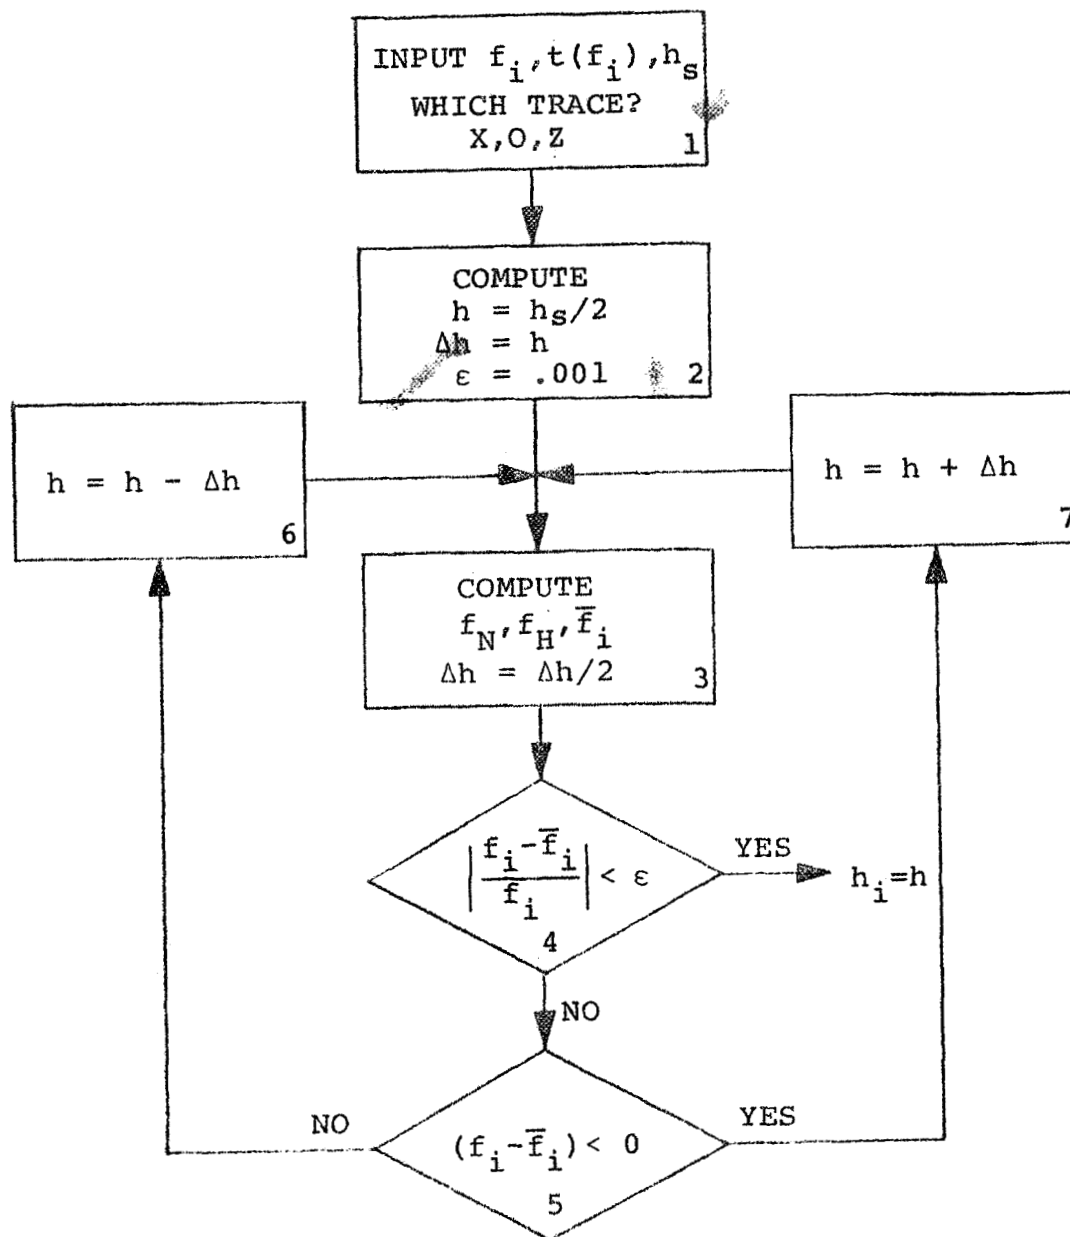 INPUT f_i, t(f_i), h_s
WHICH TRACE?
X,O,Z
1
COMPUTE
h = h_s/2
Δh = h
ε = .001
2
h = h - Δh
6
h = h + Δh
7
COMPUTE
f_N, f_H, f̅_i
Δh = Δh/2
3
|(f_i - f̅_i)/f_i| < ε
4
YES
h_i=h
NO
(f_i - f̅_i) < 0
5
NO
YES